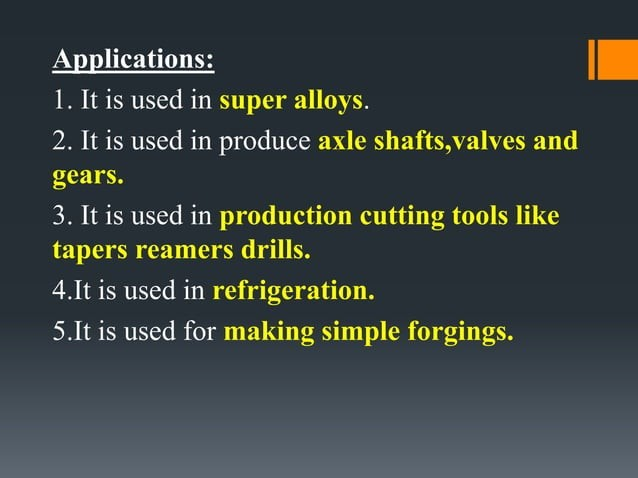 Applications:
1. It is used in super alloys.
2. It is used in produce axle shafts,valves and
gears.
3. It is used in production cutting tools like
tapers reamers drills.
4.It is used in refrigeration.
5.It is used for making simple forgings.